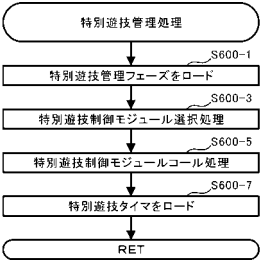 特別遊技管理処理
S600-1
特別遊技管理フェーズをロード
S600-3
特別遊技制御モジュール選択処理
S600-5
特別遊技制御モジュールコール処理
S600-7
特別遊技タイマをロード
RET